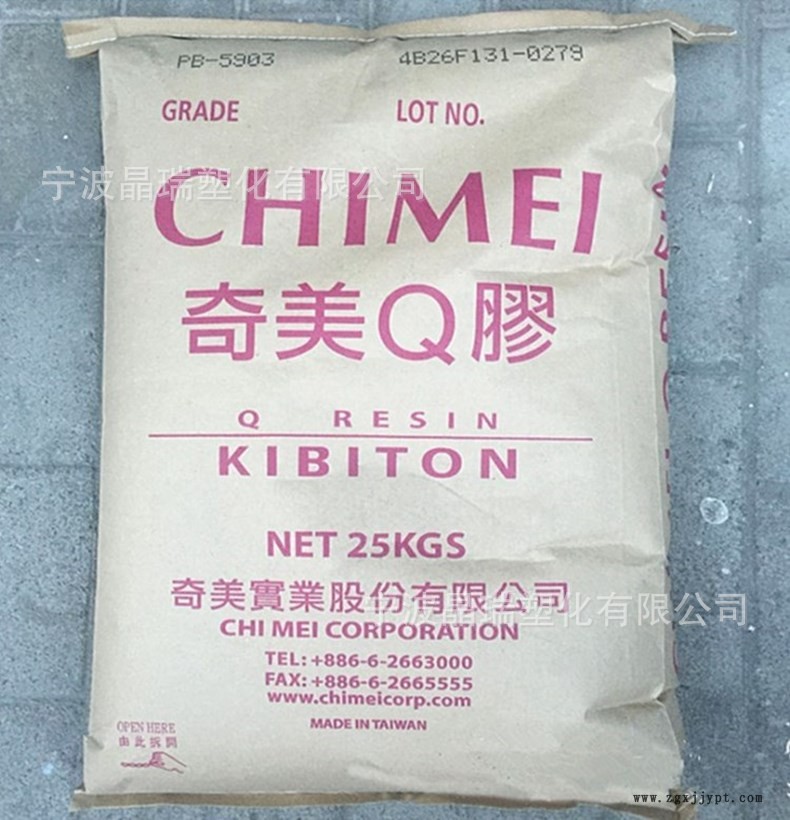 PB-5903 4B26F131-0279
GRADE LOT NO.
宁波晶瑞塑化有限公司
CHIMEI
奇美Q膠
Q RESIN
KIBITON
NET 25KGS
奇美實業股份有限公司
宁波晶瑞塑化有限公司
CHI MEI CORPORATION
TEL: +886-6-2663000
FAX: +886-6-2665555
www.chimeicorp.com
MADE IN TAIWAN
OPEN HERE
由此拆開
www.zgxjjypt.com